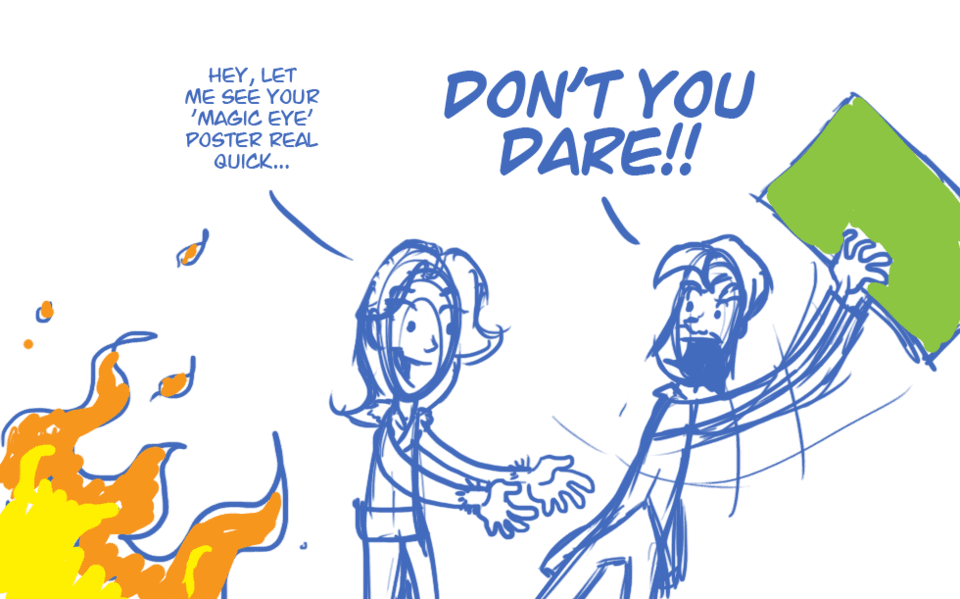 HEY, LET
ME SEE YOUR
'MAGIC EYE'
POSTER REAL
QUICK...
DON'T YOU
DARE!!